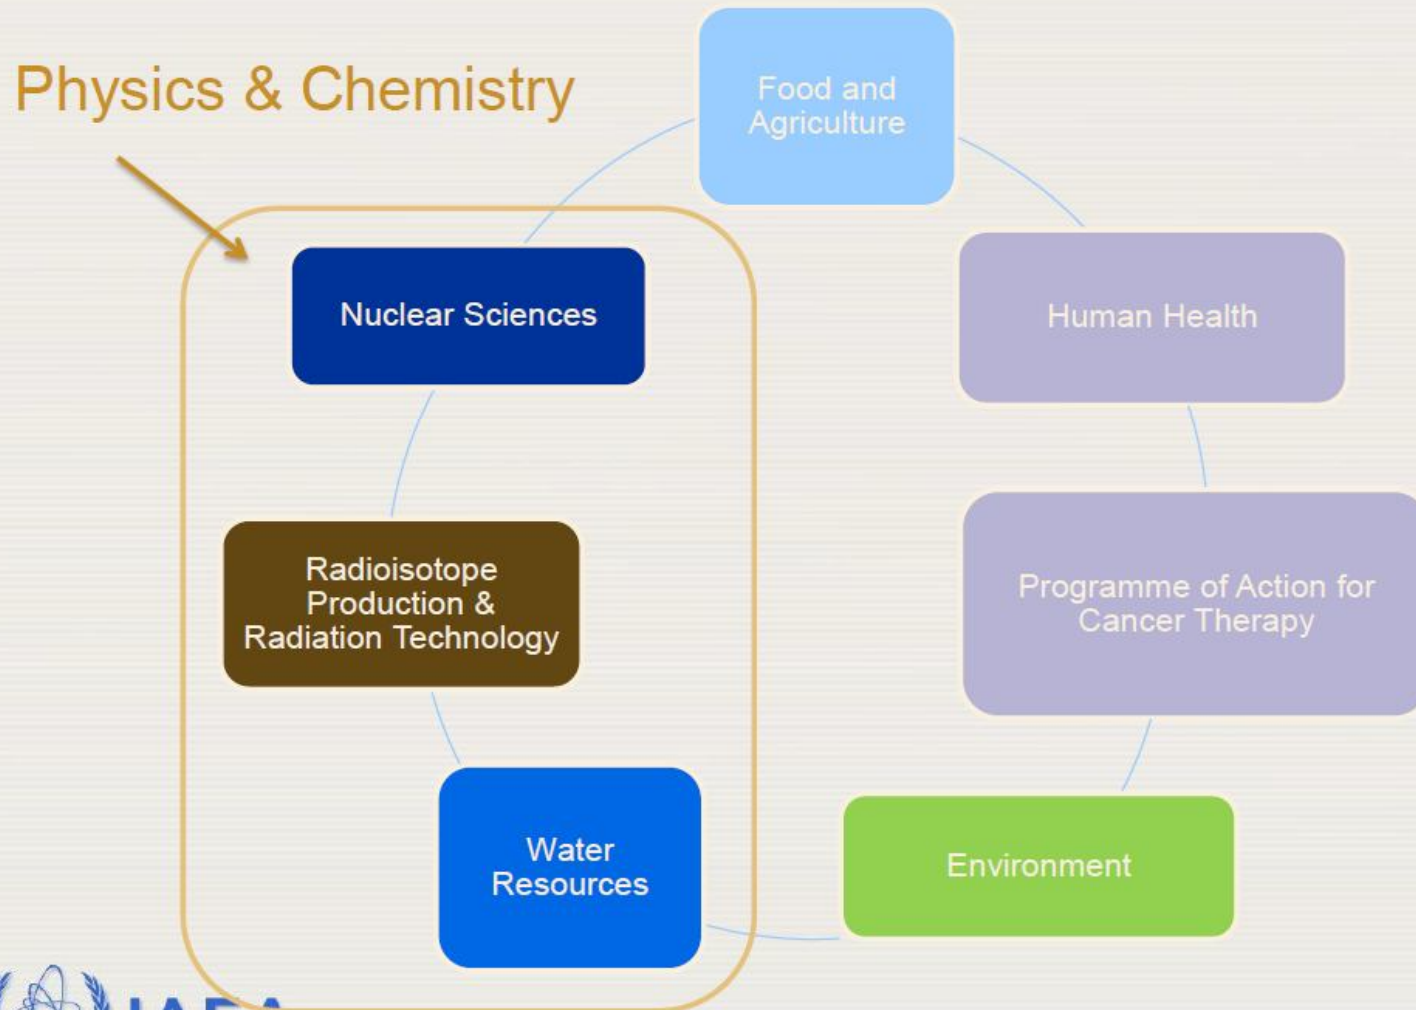 Physics & Chemistry
Food and
Agriculture
Nuclear Sciences
Human Health
Radioisotope
Production &
Radiation Technology
Programme of Action for
Cancer Therapy
Water
Resources
Environment
IAEA